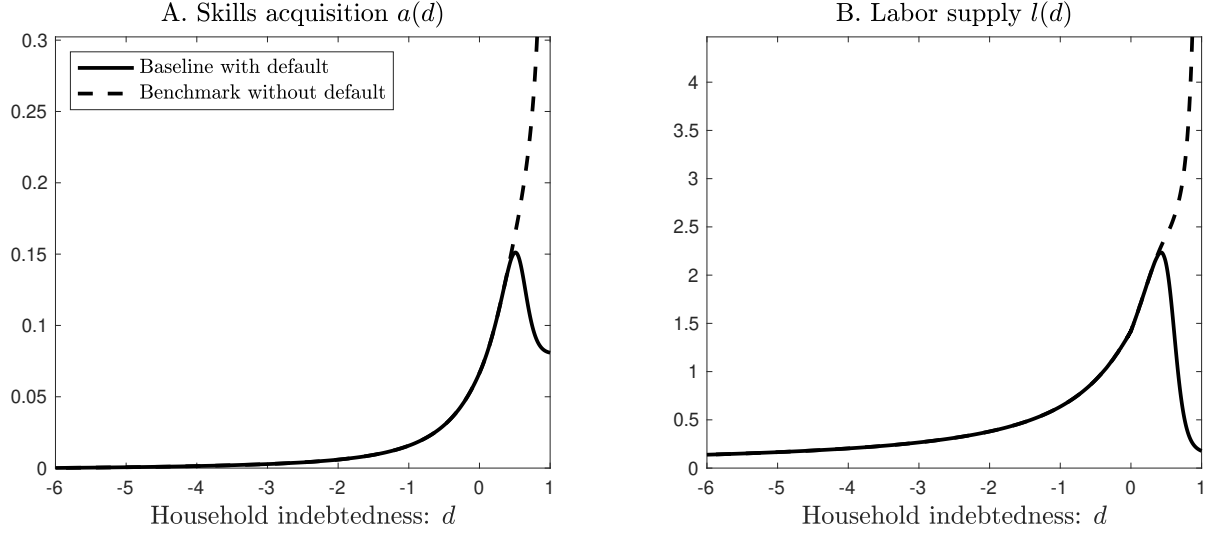 A. Skills acquisition a(d)
0.3
0.25
0.2
0.15
0.1
0.05
0
-6 -5 -4 -3 -2 -1 0 1
Household indebtedness: d
Baseline with default
Benchmark without default
B. Labor supply l(d)
4
3.5
3
2.5
2
1.5
1
0.5
0
-6 -5 -4 -3 -2 -1 0 1
Household indebtedness: d